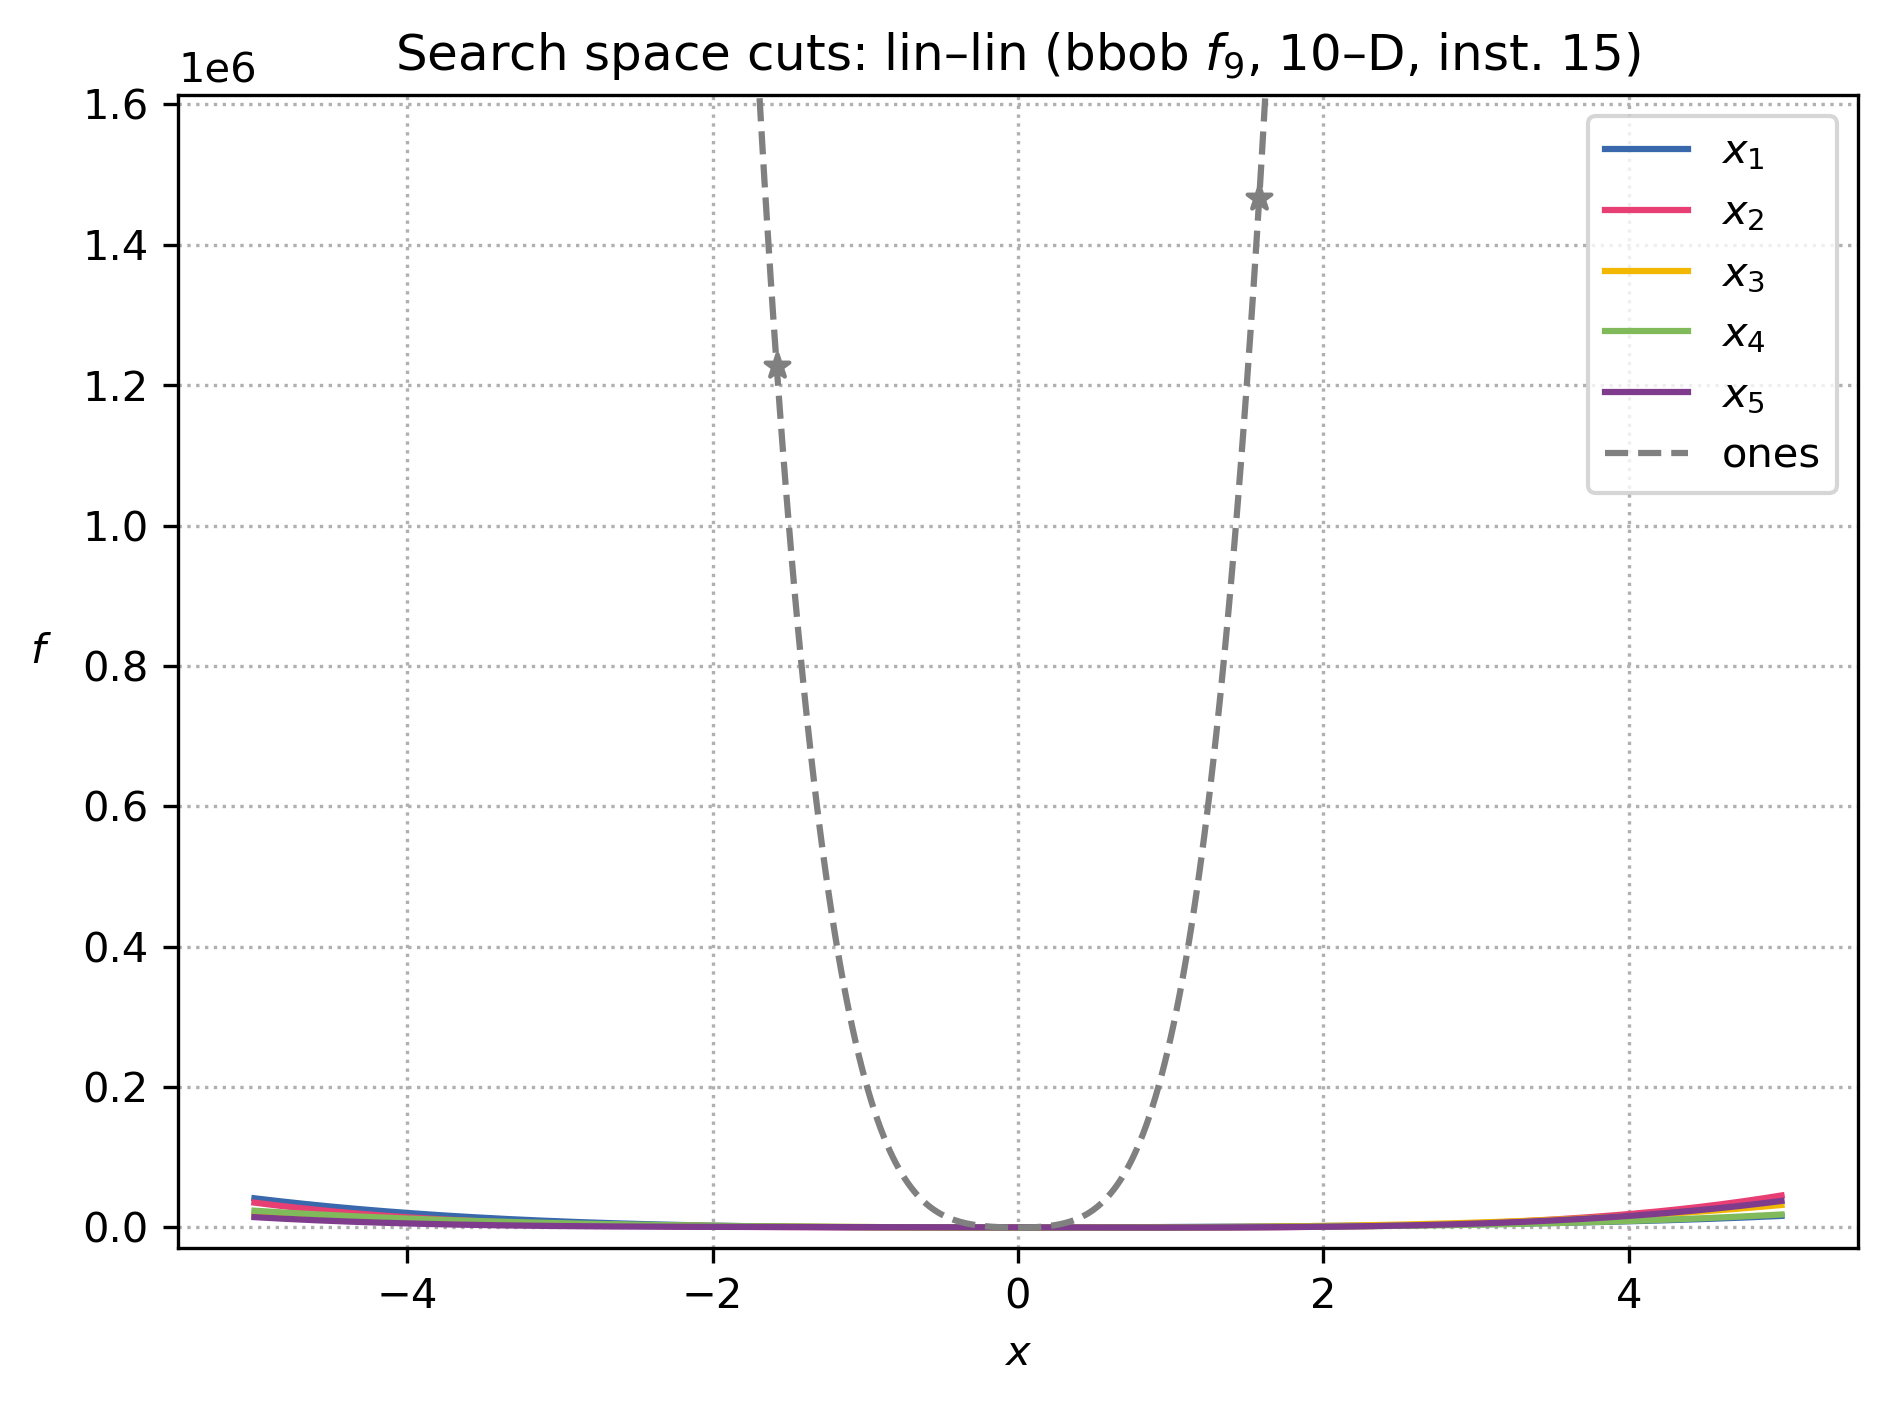 Search space cuts: lin–lin (bbob f₉, 10–D, inst. 15)
1e6
1.6
1.4
1.2
1.0
0.8
0.6
0.4
0.2
0.0
f
x₁
x₂
x₃
x₄
x₅
ones
−4 −2 0 2 4
x